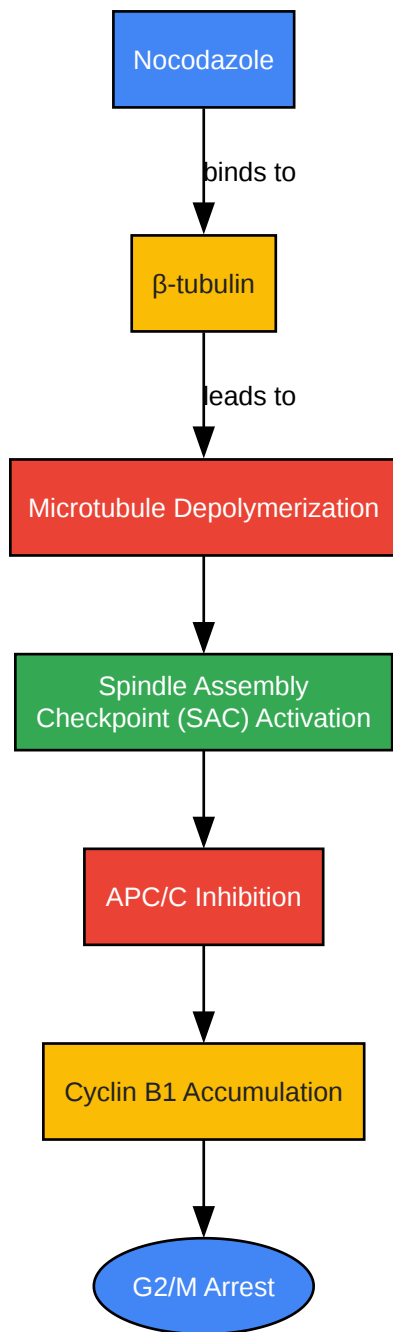 Nocodazole
binds to
β-tubulin
leads to
Microtubule Depolymerization
Spindle Assembly
Checkpoint (SAC) Activation
APC/C Inhibition
Cyclin B1 Accumulation
G2/M Arrest